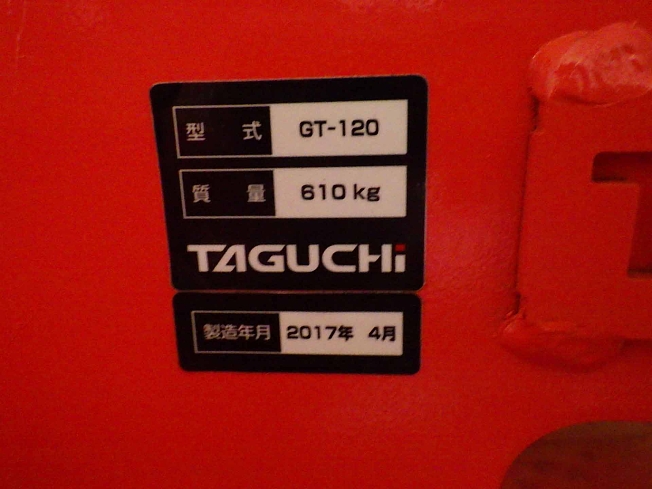 型 式 GT-120
質 量 610 kg
TAGUCHi
製造年月 2017年 4月